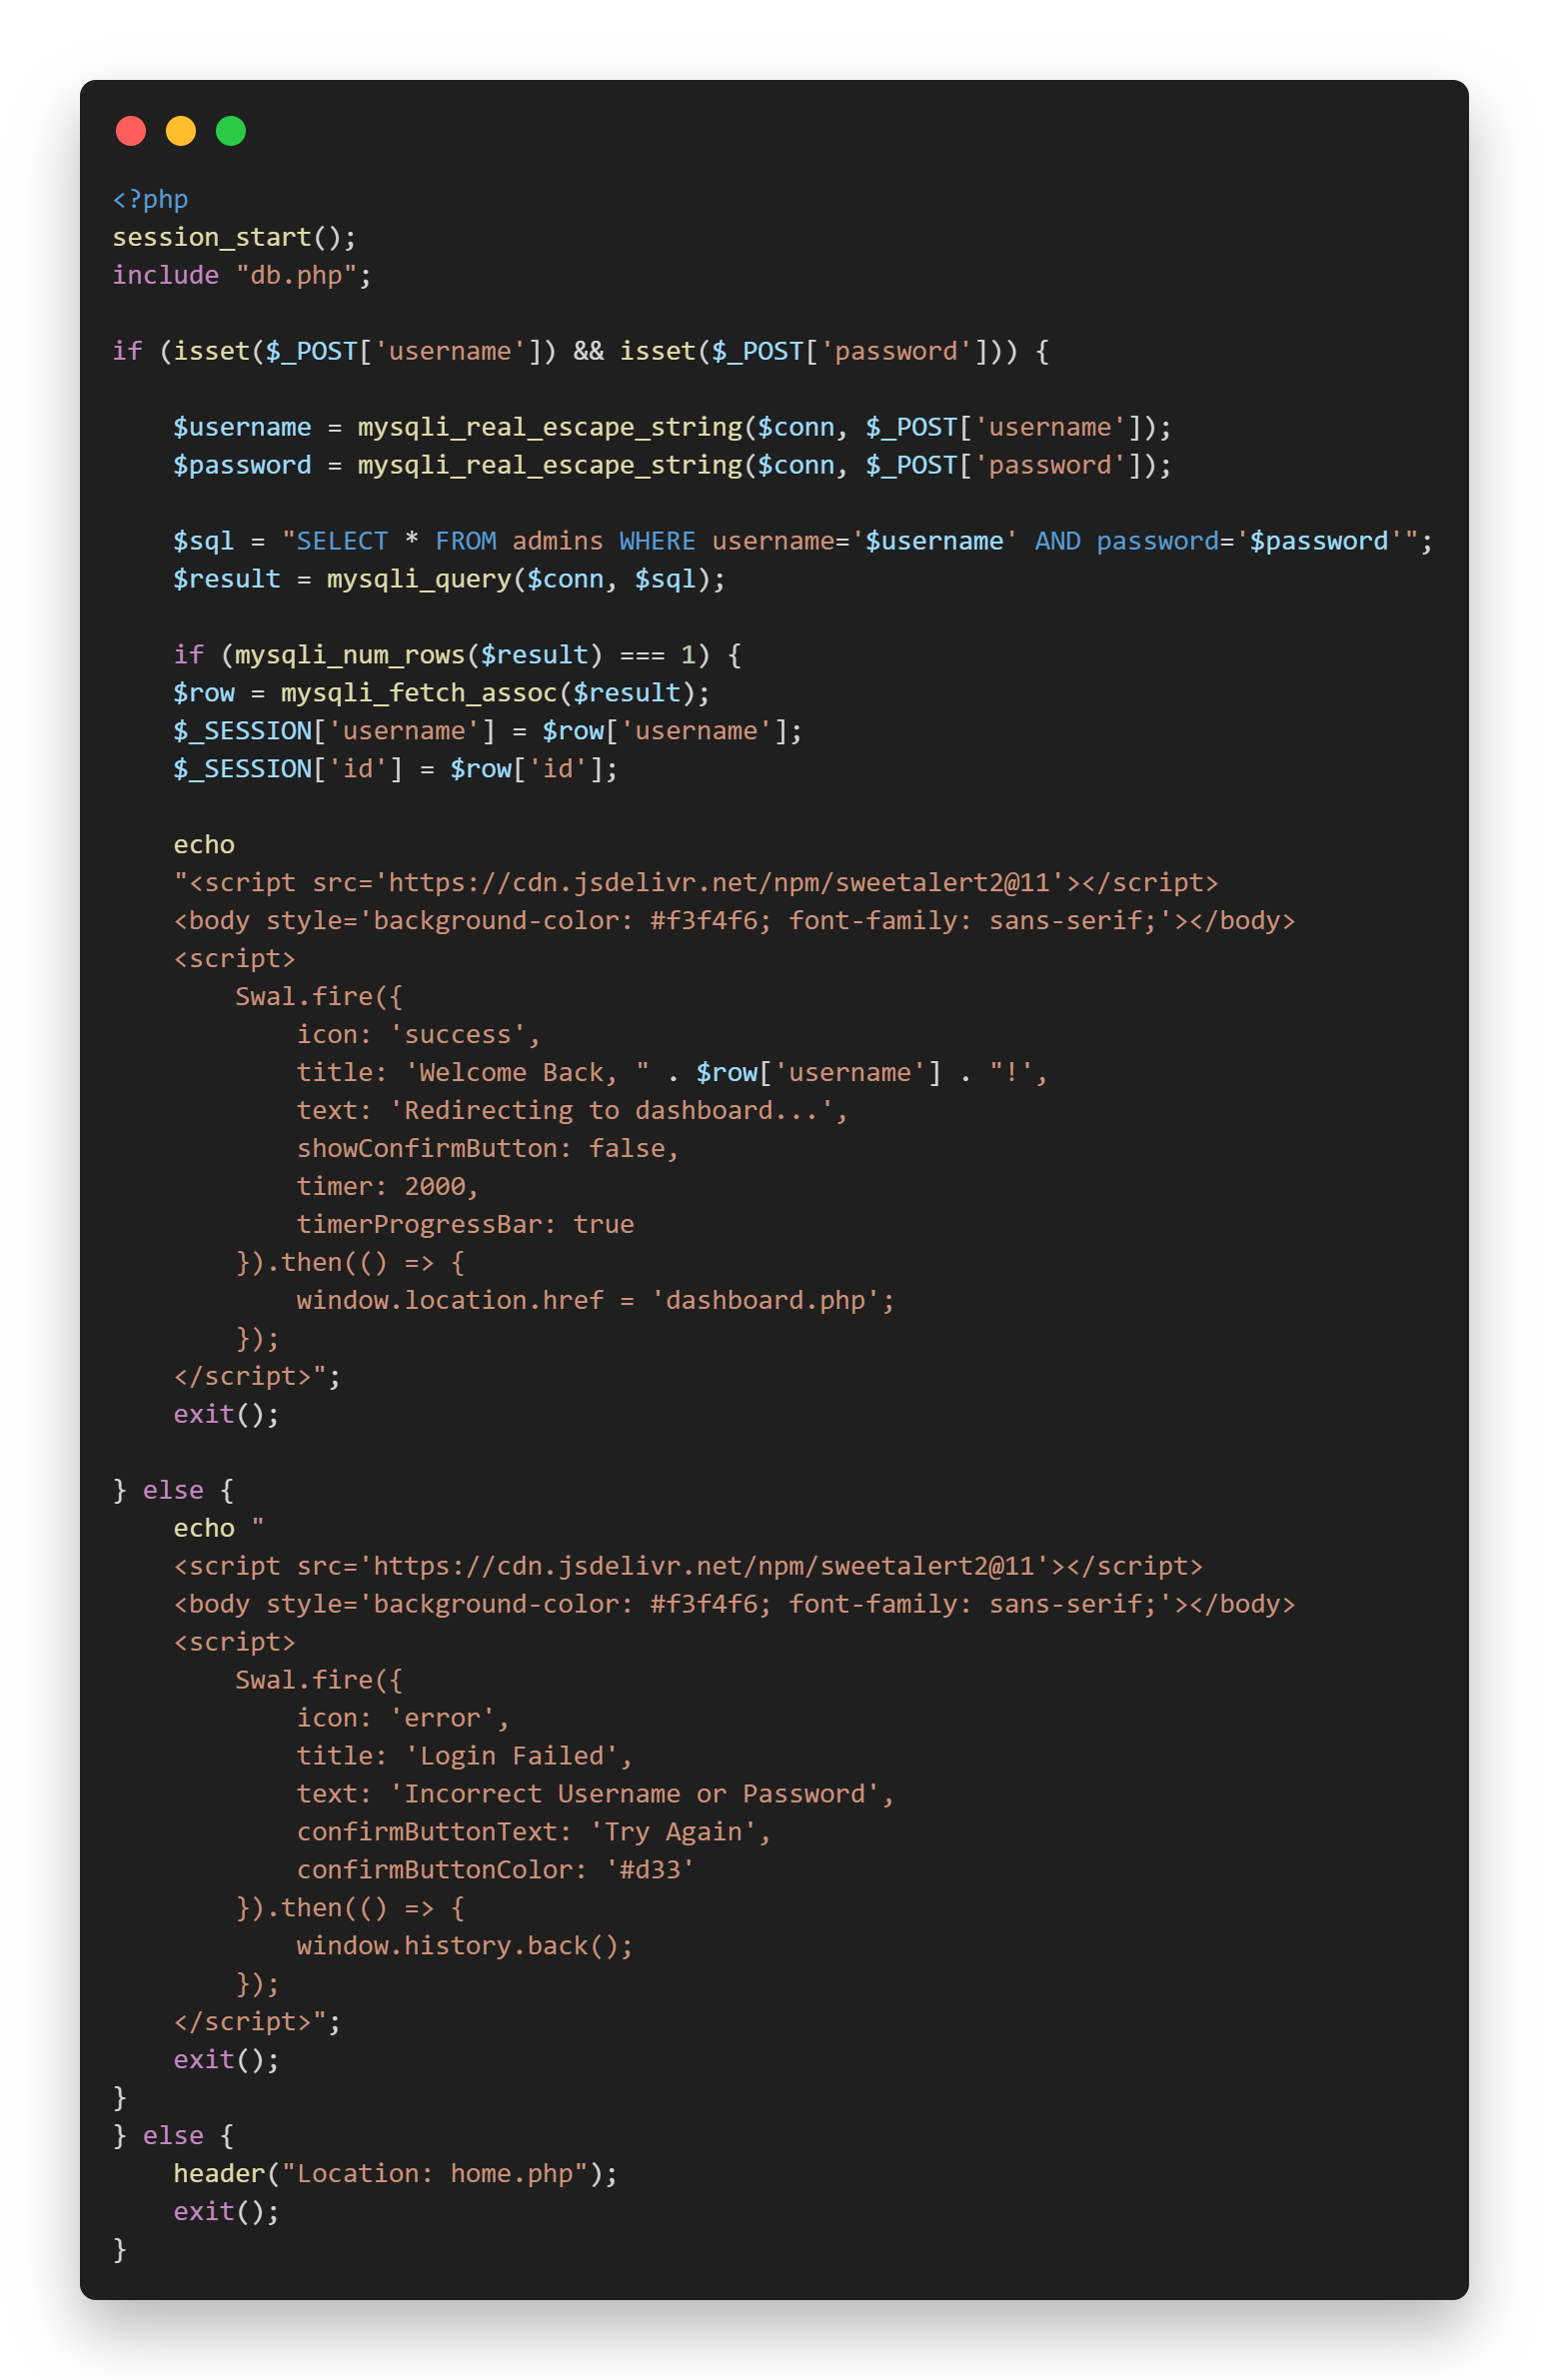 <?php
session_start();
include "db.php";

if (isset($_POST['username']) && isset($_POST['password'])) {

    $username = mysqli_real_escape_string($conn, $_POST['username']);
    $password = mysqli_real_escape_string($conn, $_POST['password']);

    $sql = "SELECT * FROM admins WHERE username='$username' AND password='$password'";
    $result = mysqli_query($conn, $sql);

    if (mysqli_num_rows($result) === 1) {
    $row = mysqli_fetch_assoc($result);
    $_SESSION['username'] = $row['username'];
    $_SESSION['id'] = $row['id'];

    echo
    "<script src='https://cdn.jsdelivr.net/npm/sweetalert2@11'></script>
    <body style='background-color: #f3f4f6; font-family: sans-serif;'></body>
    <script>
        Swal.fire({
            icon: 'success',
            title: 'Welcome Back, " . $row['username'] . "!',
            text: 'Redirecting to dashboard...',
            showConfirmButton: false,
            timer: 2000,
            timerProgressBar: true
        }).then(() => {
            window.location.href = 'dashboard.php';
        });
    </script>";
    exit();

} else {
    echo "
    <script src='https://cdn.jsdelivr.net/npm/sweetalert2@11'></script>
    <body style='background-color: #f3f4f6; font-family: sans-serif;'></body>
    <script>
        Swal.fire({
            icon: 'error',
            title: 'Login Failed',
            text: 'Incorrect Username or Password',
            confirmButtonText: 'Try Again',
            confirmButtonColor: '#d33'
        }).then(() => {
            window.history.back();
        });
    </script>";
    exit();
}
} else {
    header("Location: home.php");
    exit();
}